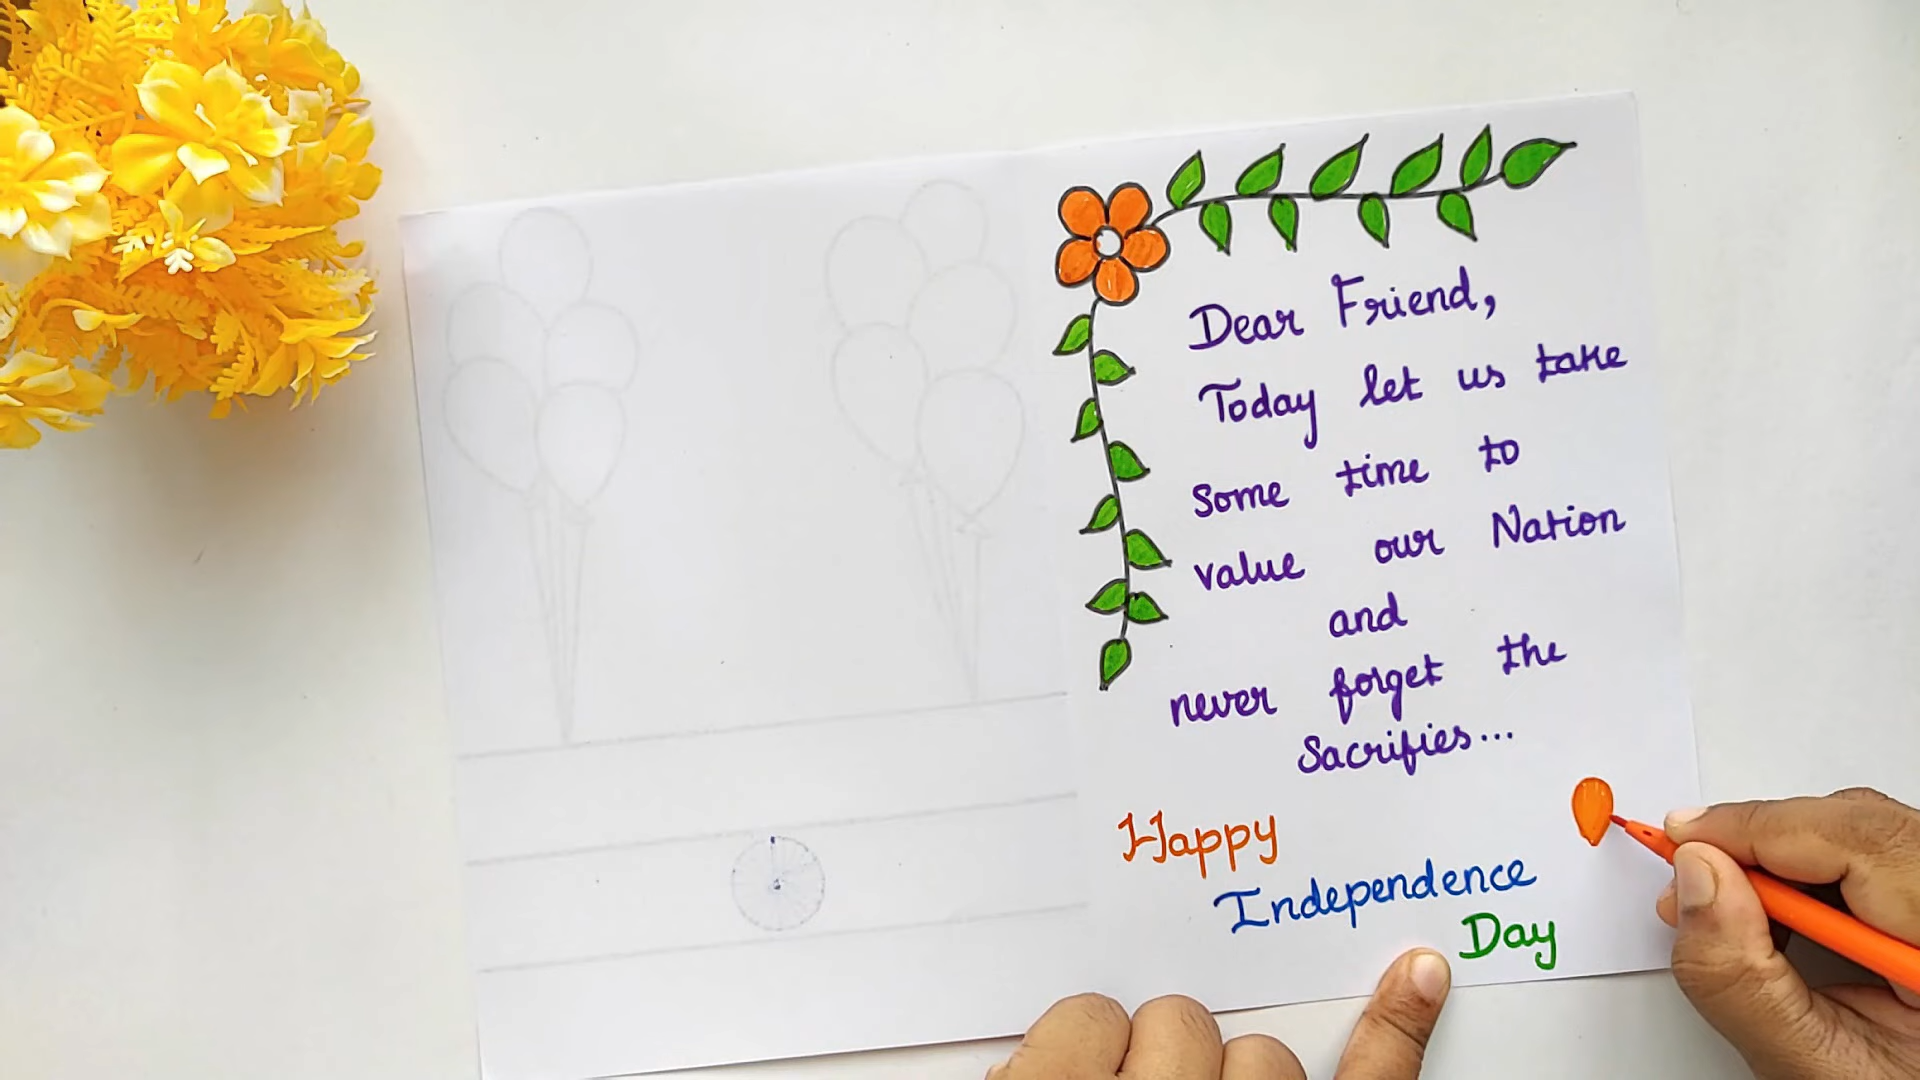 Dear Friend,
Today let us take
some time to
value our Nation
and
never forget the
Sacrifies...
Happy
Independence
Day